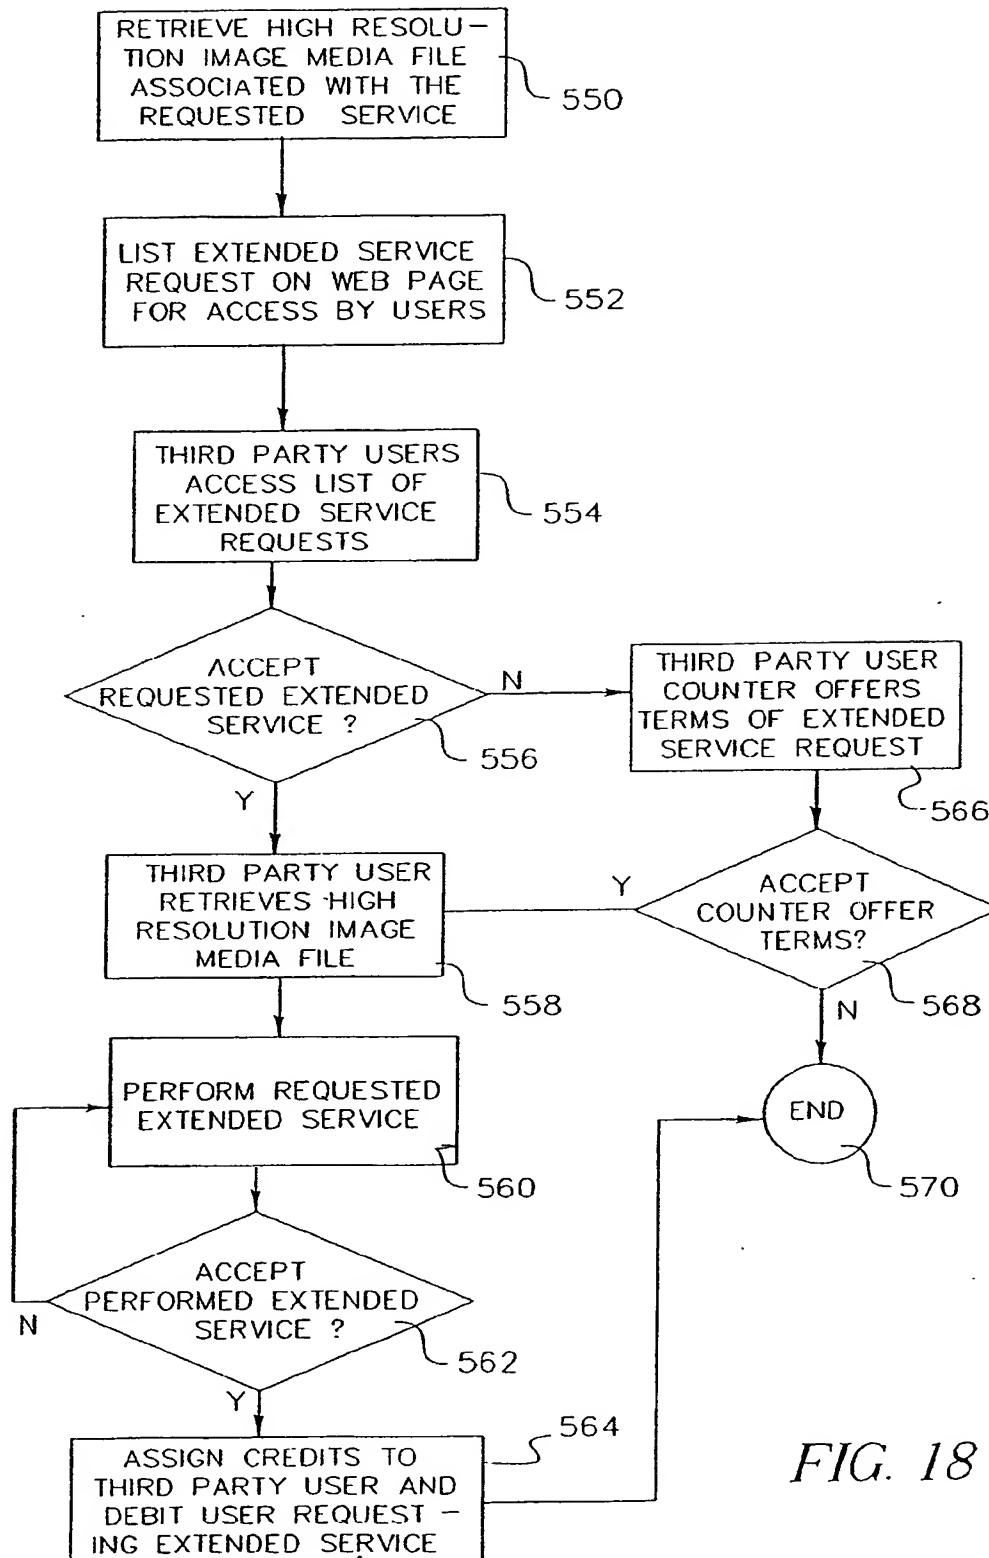 RETRIEVE HIGH RESOLU-
TION IMAGE MEDIA FILE
ASSOCIATED WITH THE
REQUESTED SERVICE
550
LIST EXTENDED SERVICE
REQUEST ON WEB PAGE
FOR ACCESS BY USERS
552
THIRD PARTY USERS
ACCESS LIST OF
EXTENDED SERVICE
REQUESTS
554
ACCEPT
REQUESTED EXTENDED
SERVICE ?
556
N
Y
THIRD PARTY USER
COUNTER OFFERS
TERMS OF EXTENDED
SERVICE REQUEST
566
THIRD PARTY USER
RETRIEVES HIGH
RESOLUTION IMAGE
MEDIA FILE
558
Y
ACCEPT
COUNTER OFFER
TERMS?
568
N
PERFORM REQUESTED
EXTENDED SERVICE
560
END
570
ACCEPT
PERFORMED EXTENDED
SERVICE ?
562
N
Y
ASSIGN CREDITS TO
THIRD PARTY USER AND
DEBIT USER REQUEST -
ING EXTENDED SERVICE
564
FIG. 18